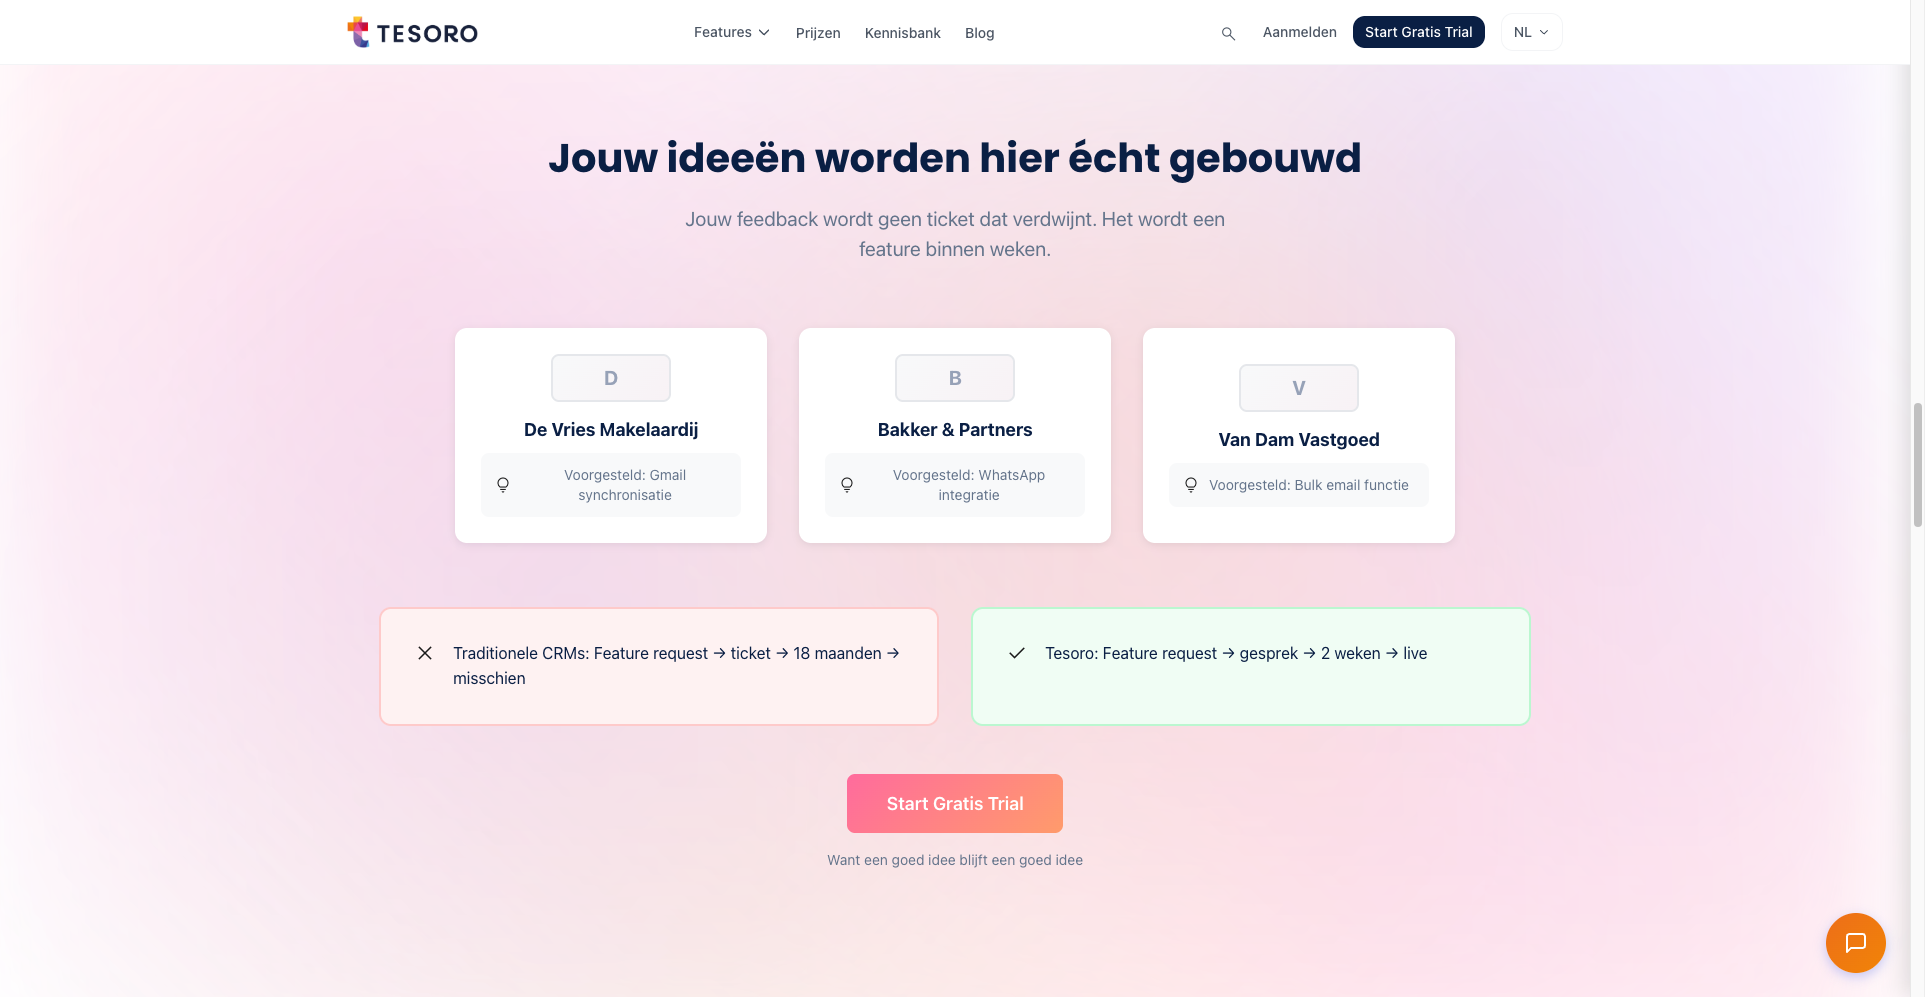 TESORO
Features
Prijzen
Kennisbank
Blog
Aanmelden
Start Gratis Trial
NL
Jouw ideeën worden hier écht gebouwd
Jouw feedback wordt geen ticket dat verdwijnt. Het wordt een
feature binnen weken.
D
De Vries Makelaardij
Voorgesteld: Gmail
synchronisatie
B
Bakker & Partners
Voorgesteld: WhatsApp
integratie
V
Van Dam Vastgoed
Voorgesteld: Bulk email functie
Traditionele CRMs: Feature request → ticket → 18 maanden →
misschien
Tesoro: Feature request → gesprek → 2 weken → live
Start Gratis Trial
Want een goed idee blijft een goed idee